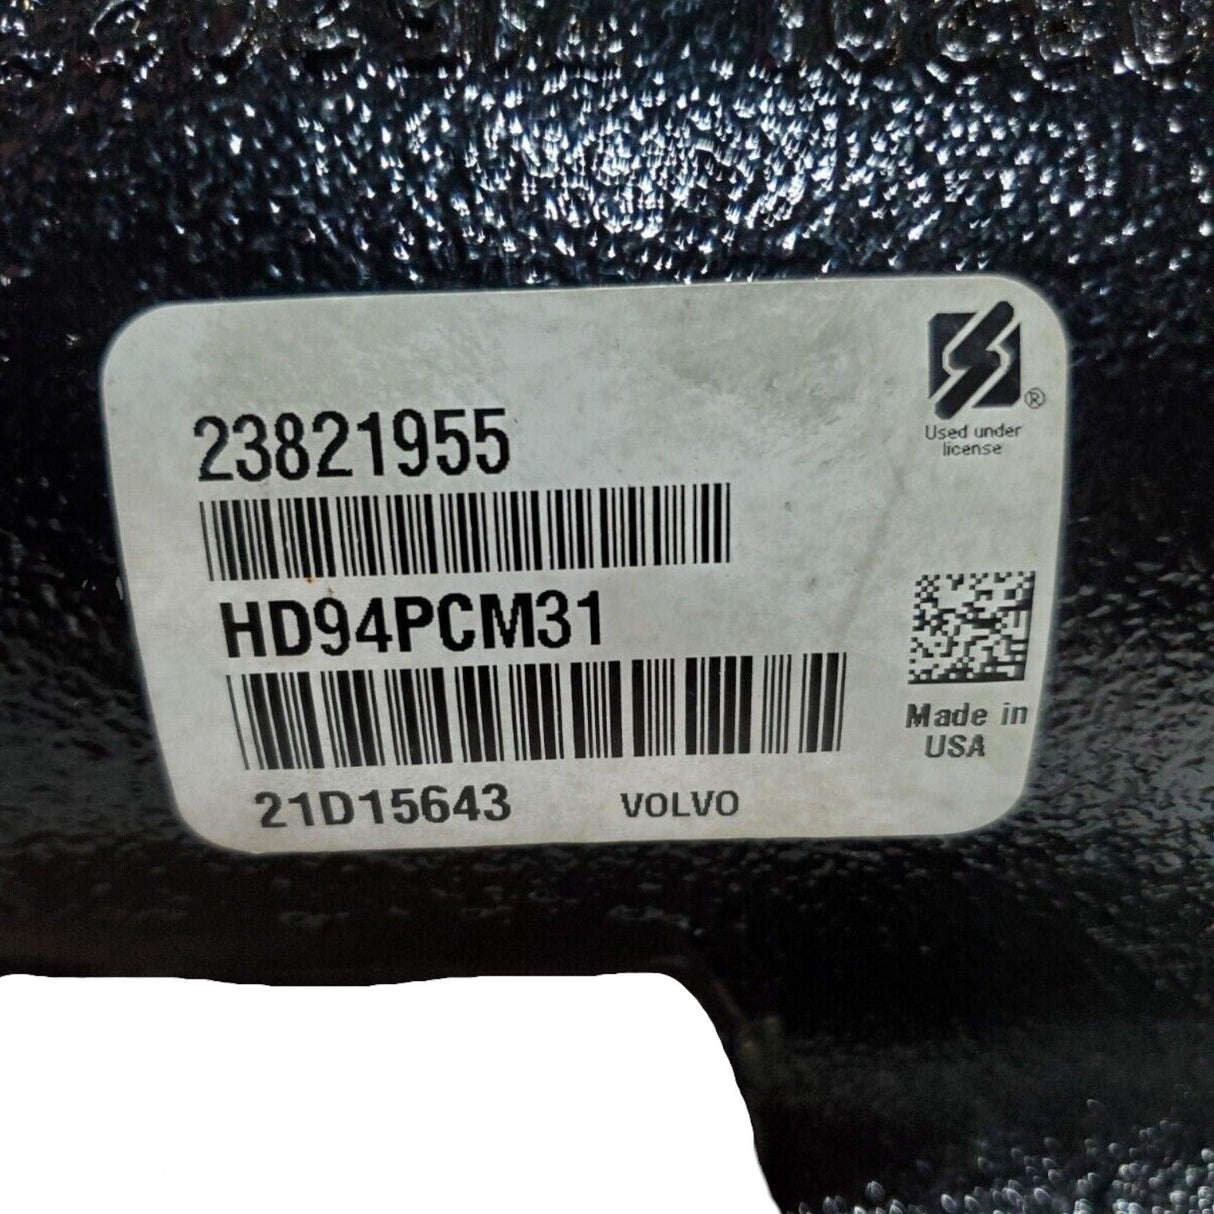 23821955
HD94PCM31
21D15643 VOLVO
®
Used under
license
Made in
USA